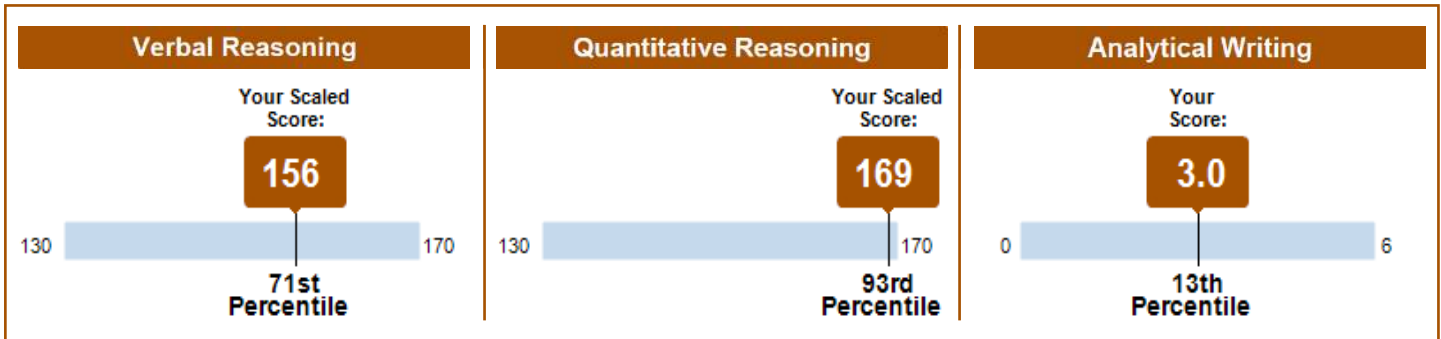 Verbal Reasoning
Your Scaled
Score:
156
130
170
71st
Percentile
Quantitative Reasoning
Your Scaled
Score:
169
130
170
93rd
Percentile
Analytical Writing
Your
Score:
3.0
0
6
13th
Percentile